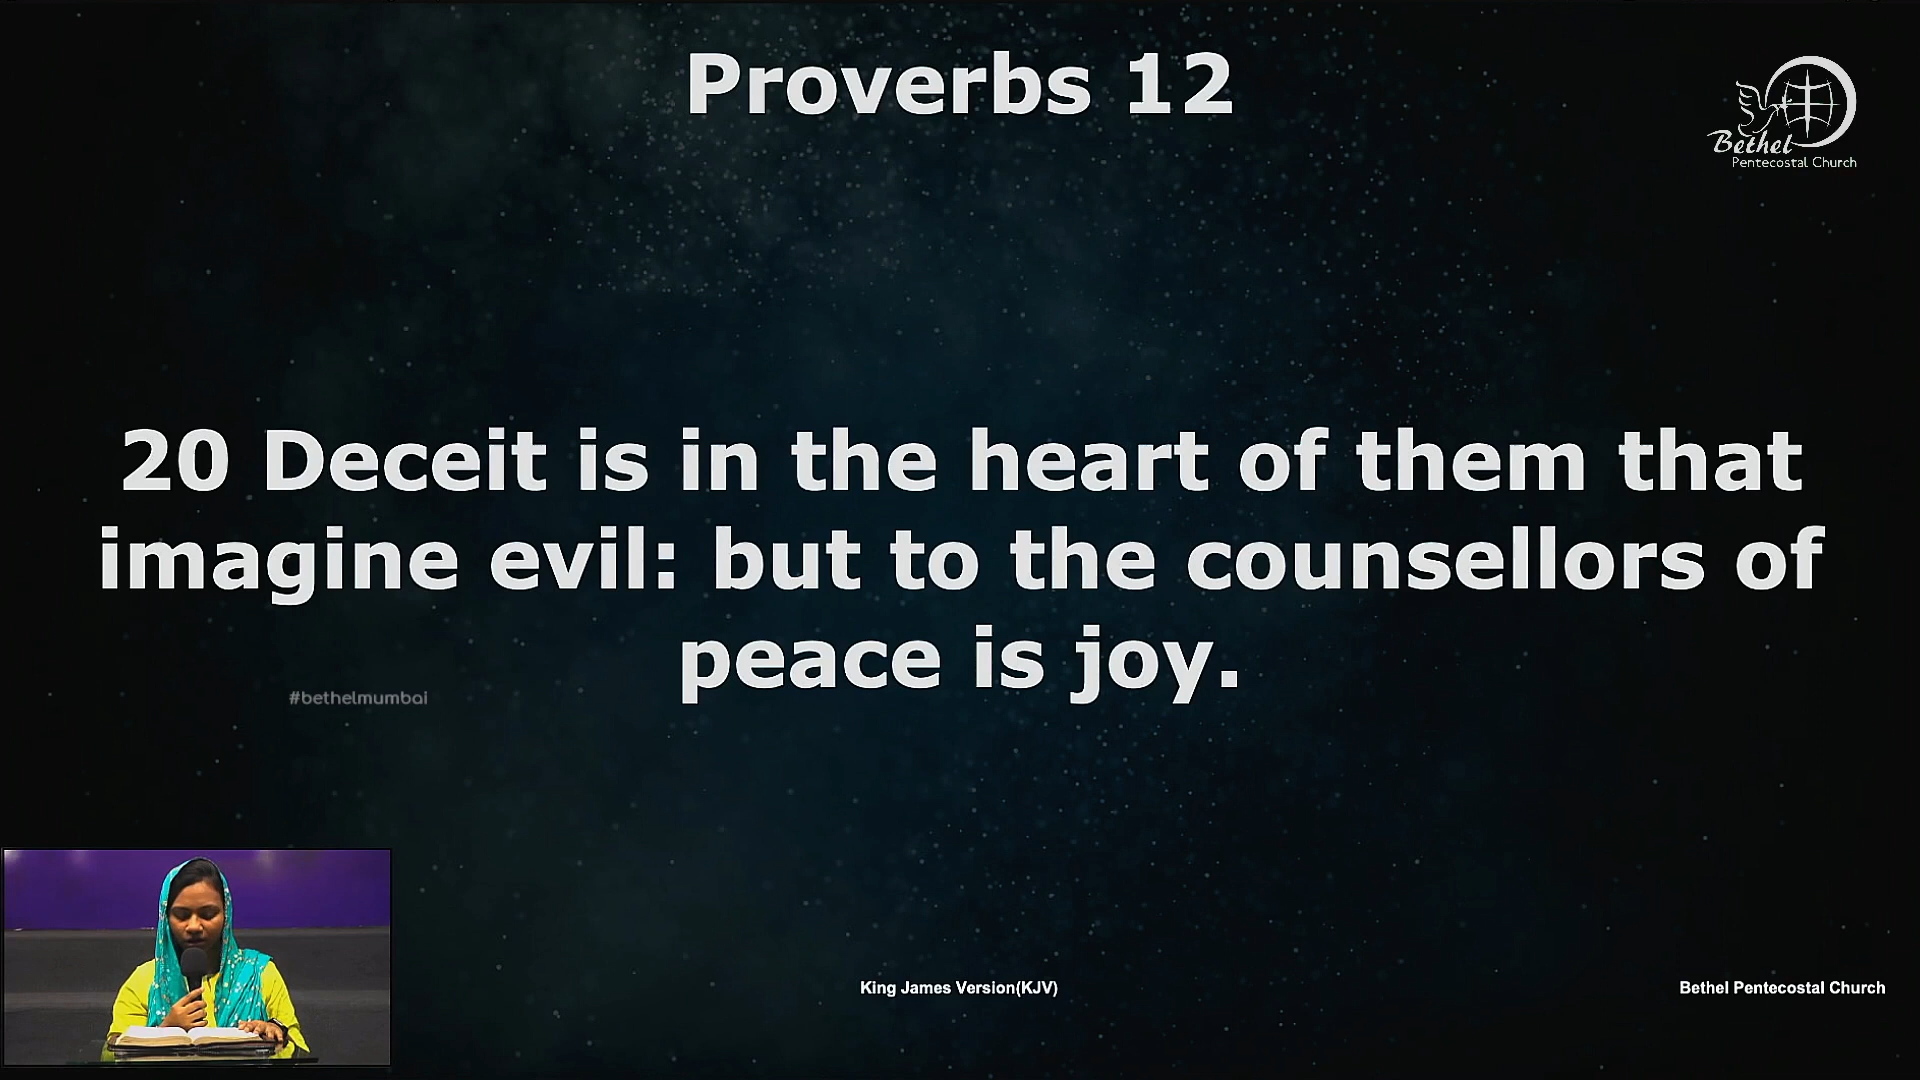 Proverbs 12
Bethel
Pentecostal Church
20 Deceit is in the heart of them that
imagine evil: but to the counsellors of
peace is joy.
#bethelmumbai
King James Version(KJV)
Bethel Pentecostal Church